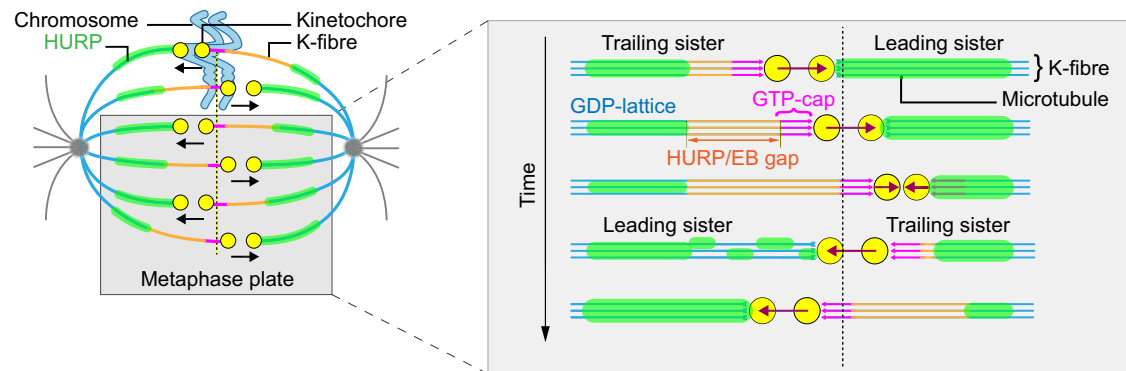 Chromosome
HURP
Kinetochore
K-fibre
Metaphase plate
Time
Trailing sister
Leading sister
K-fibre
Microtubule
GDP-lattice
GTP-cap
HURP/EB gap
Leading sister
Trailing sister